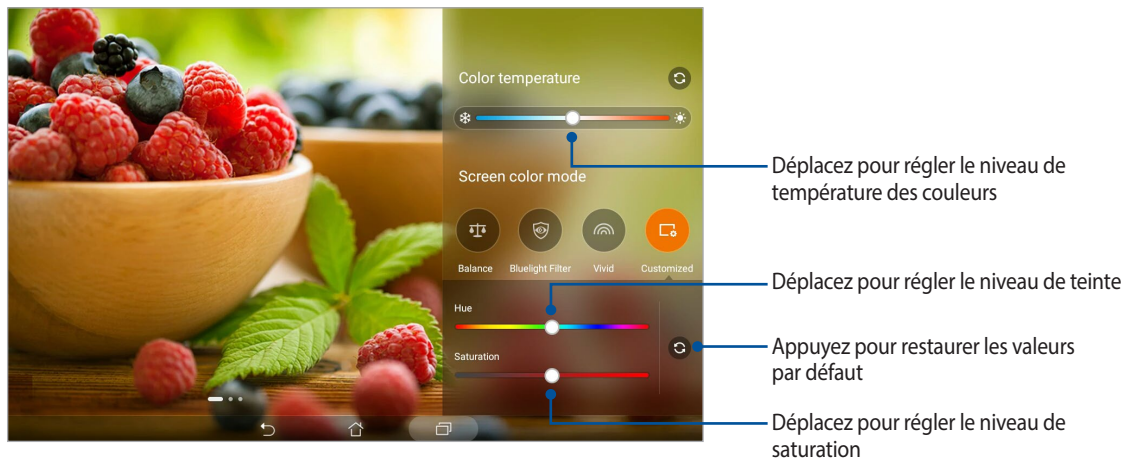 Color temperature
Déplacez pour régler le niveau de
température des couleurs
Screen color mode
Balance
Bluelight Filter
Vivid
Customized
Déplacez pour régler le niveau de teinte
Hue
Appuyez pour restaurer les valeurs
par défaut
Saturation
Déplacez pour régler le niveau de
saturation